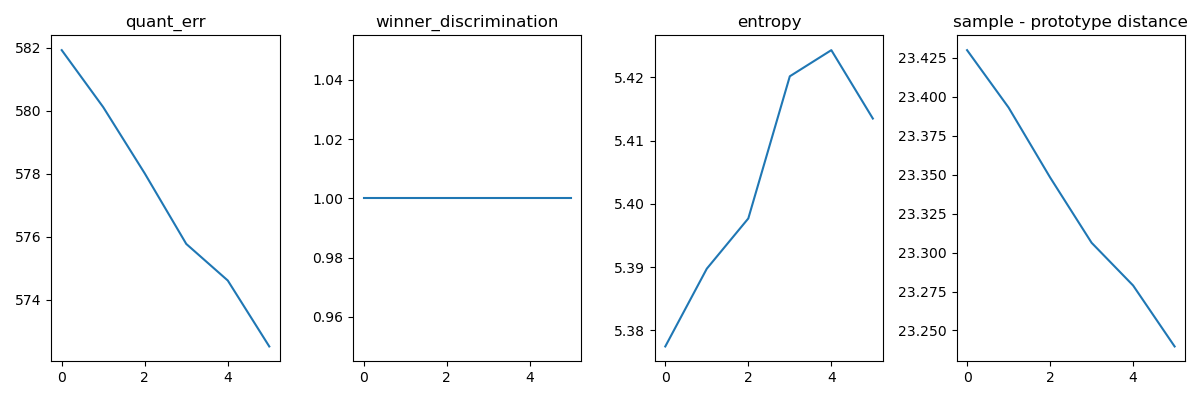 quant_err
582
580
578
576
574
0 2 4
winner_discrimination
1.04
1.02
1.00
0.98
0.96
0 2 4
entropy
5.42
5.41
5.40
5.39
5.38
0 2 4
sample - prototype distance
23.425
23.400
23.375
23.350
23.325
23.300
23.275
23.250
0 2 4